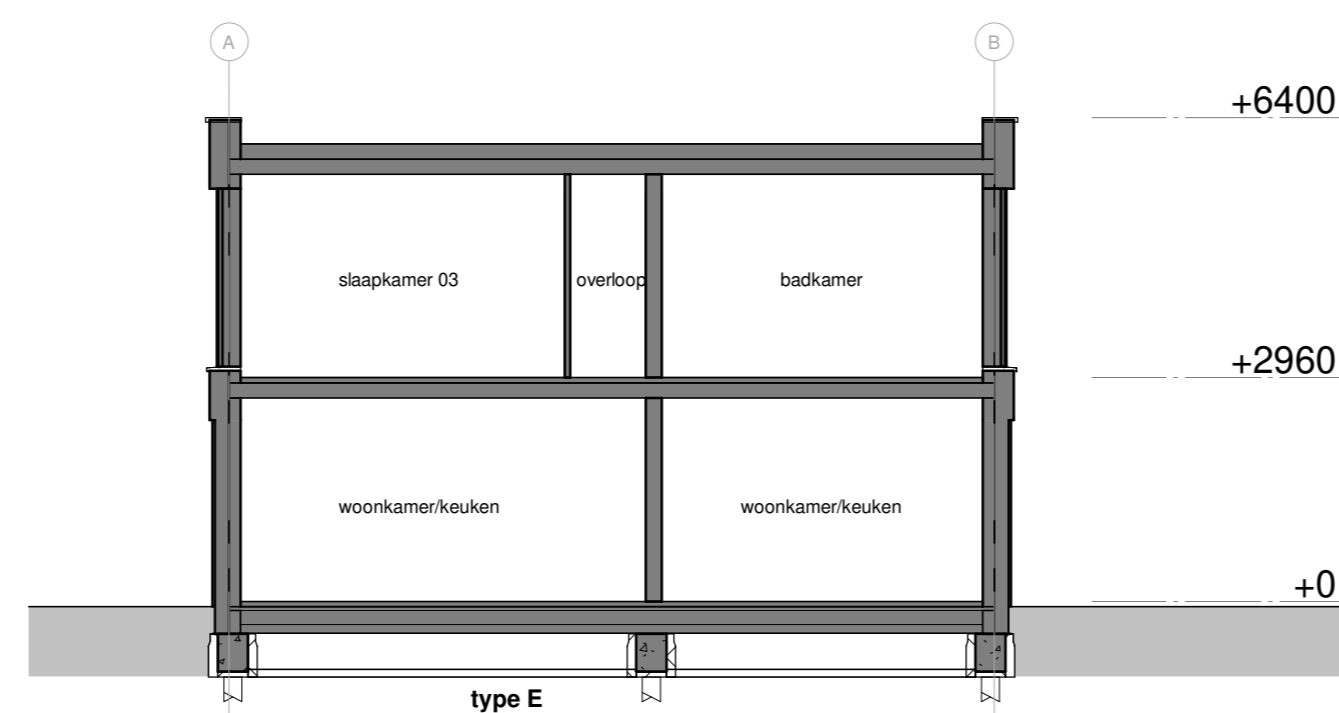 A
B
+6400
slaapkamer 03
overloop
badkamer
+2960
woonkamer/keuken
woonkamer/keuken
+0
type E